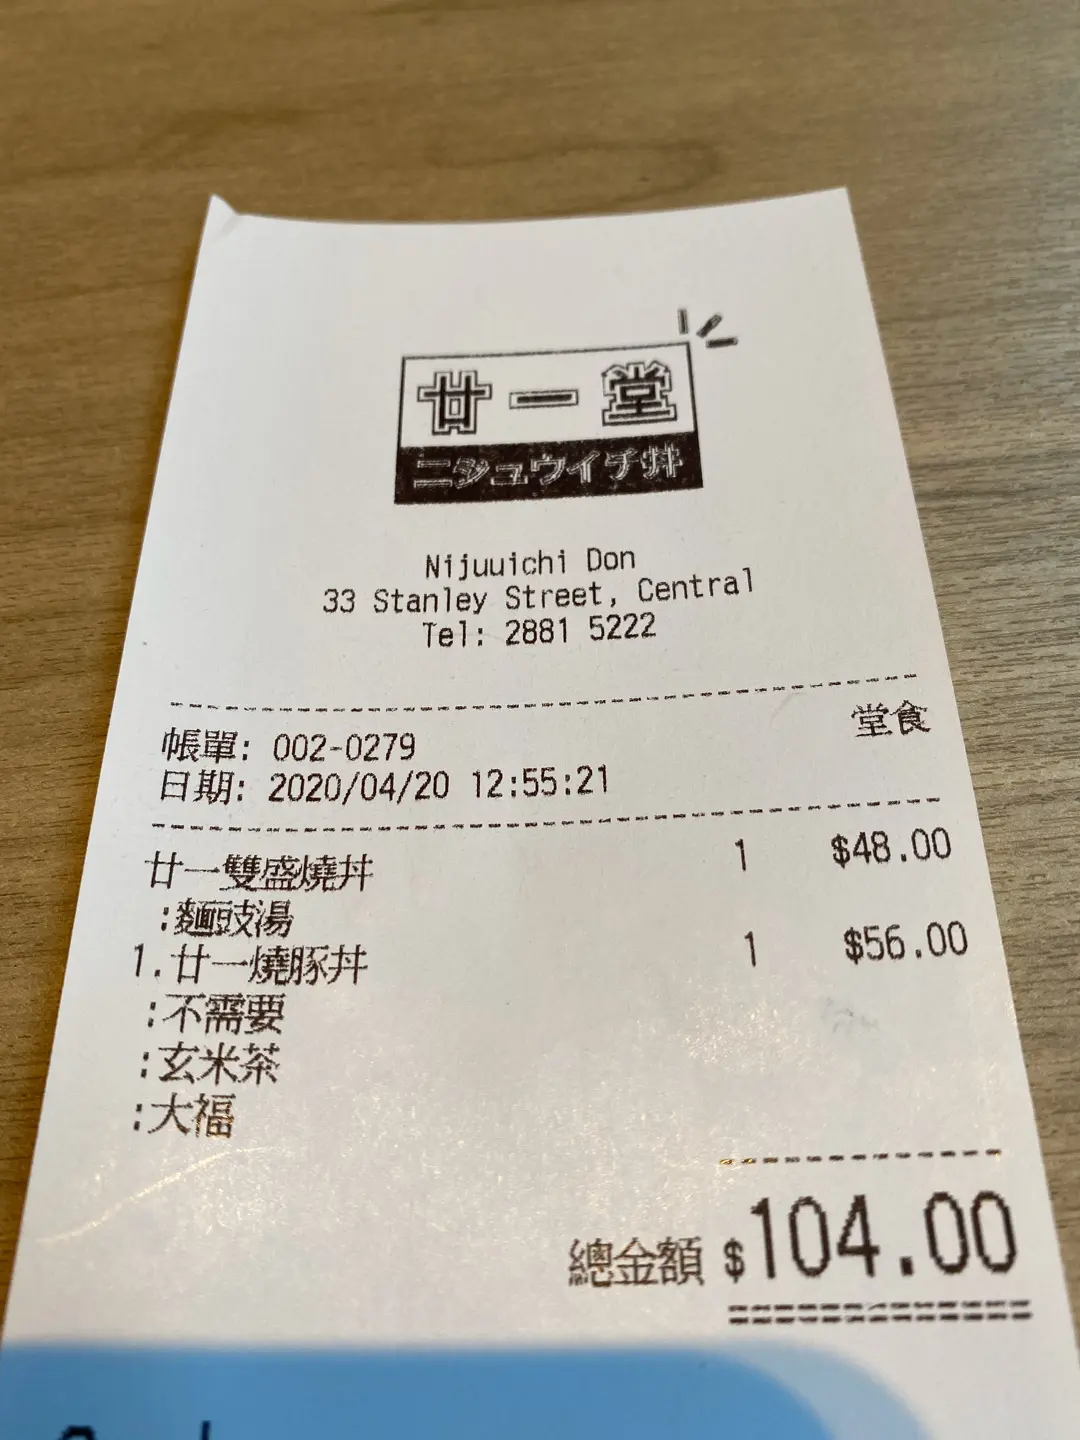 廿一堂
ニジュウイチ丼
Nijuuichi Don
33 Stanley Street, Central
Tel: 2881 5222
堂食
帳單: 002-0279
日期: 2020/04/20 12:55:21
廿一雙盛燒丼 1 $48.00
:麵豉湯
1.廿一燒豚丼 1 $56.00
:不需要
:玄米茶
:大福
總金額 $104.00